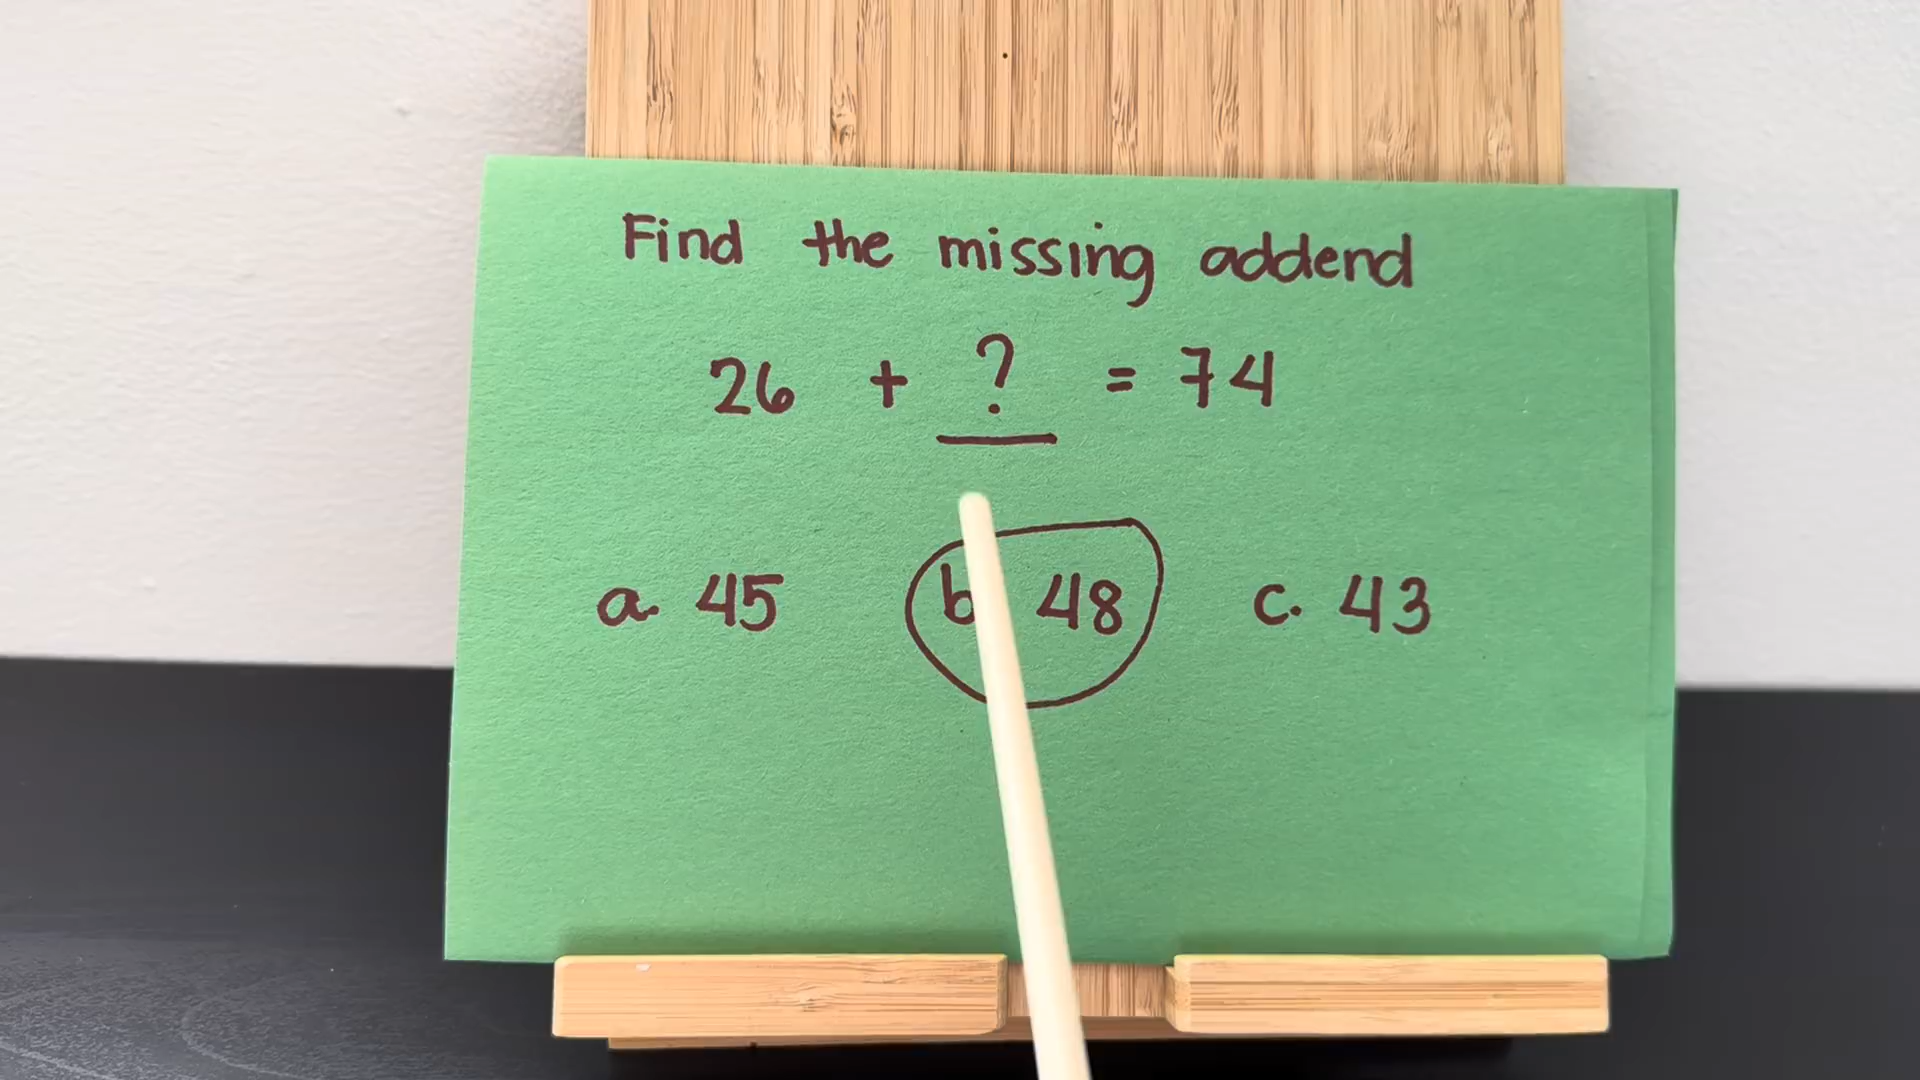 Find the missing addend
26 + ? = 74
a. 45 b 48 c. 43